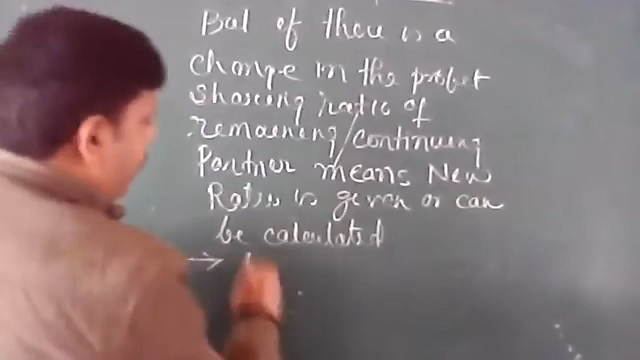 But if there is a
change in the profit
sharing ratio of
remaining/continuing
Partner means New
Ratio is given or can
be calculated
→